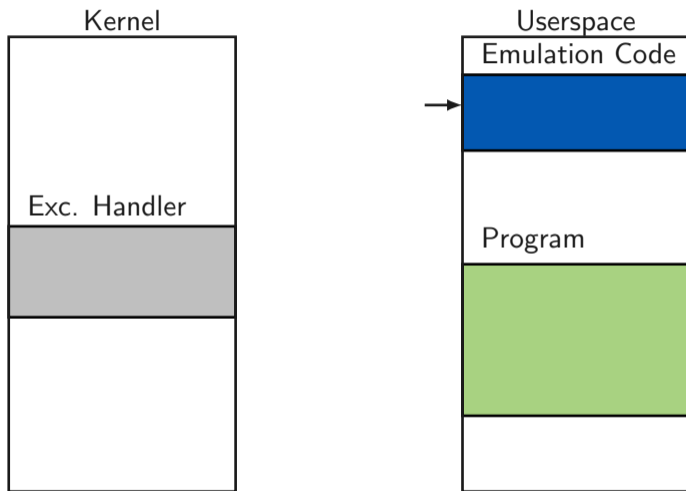 Kernel
Userspace
Emulation Code
Exc. Handler
Program